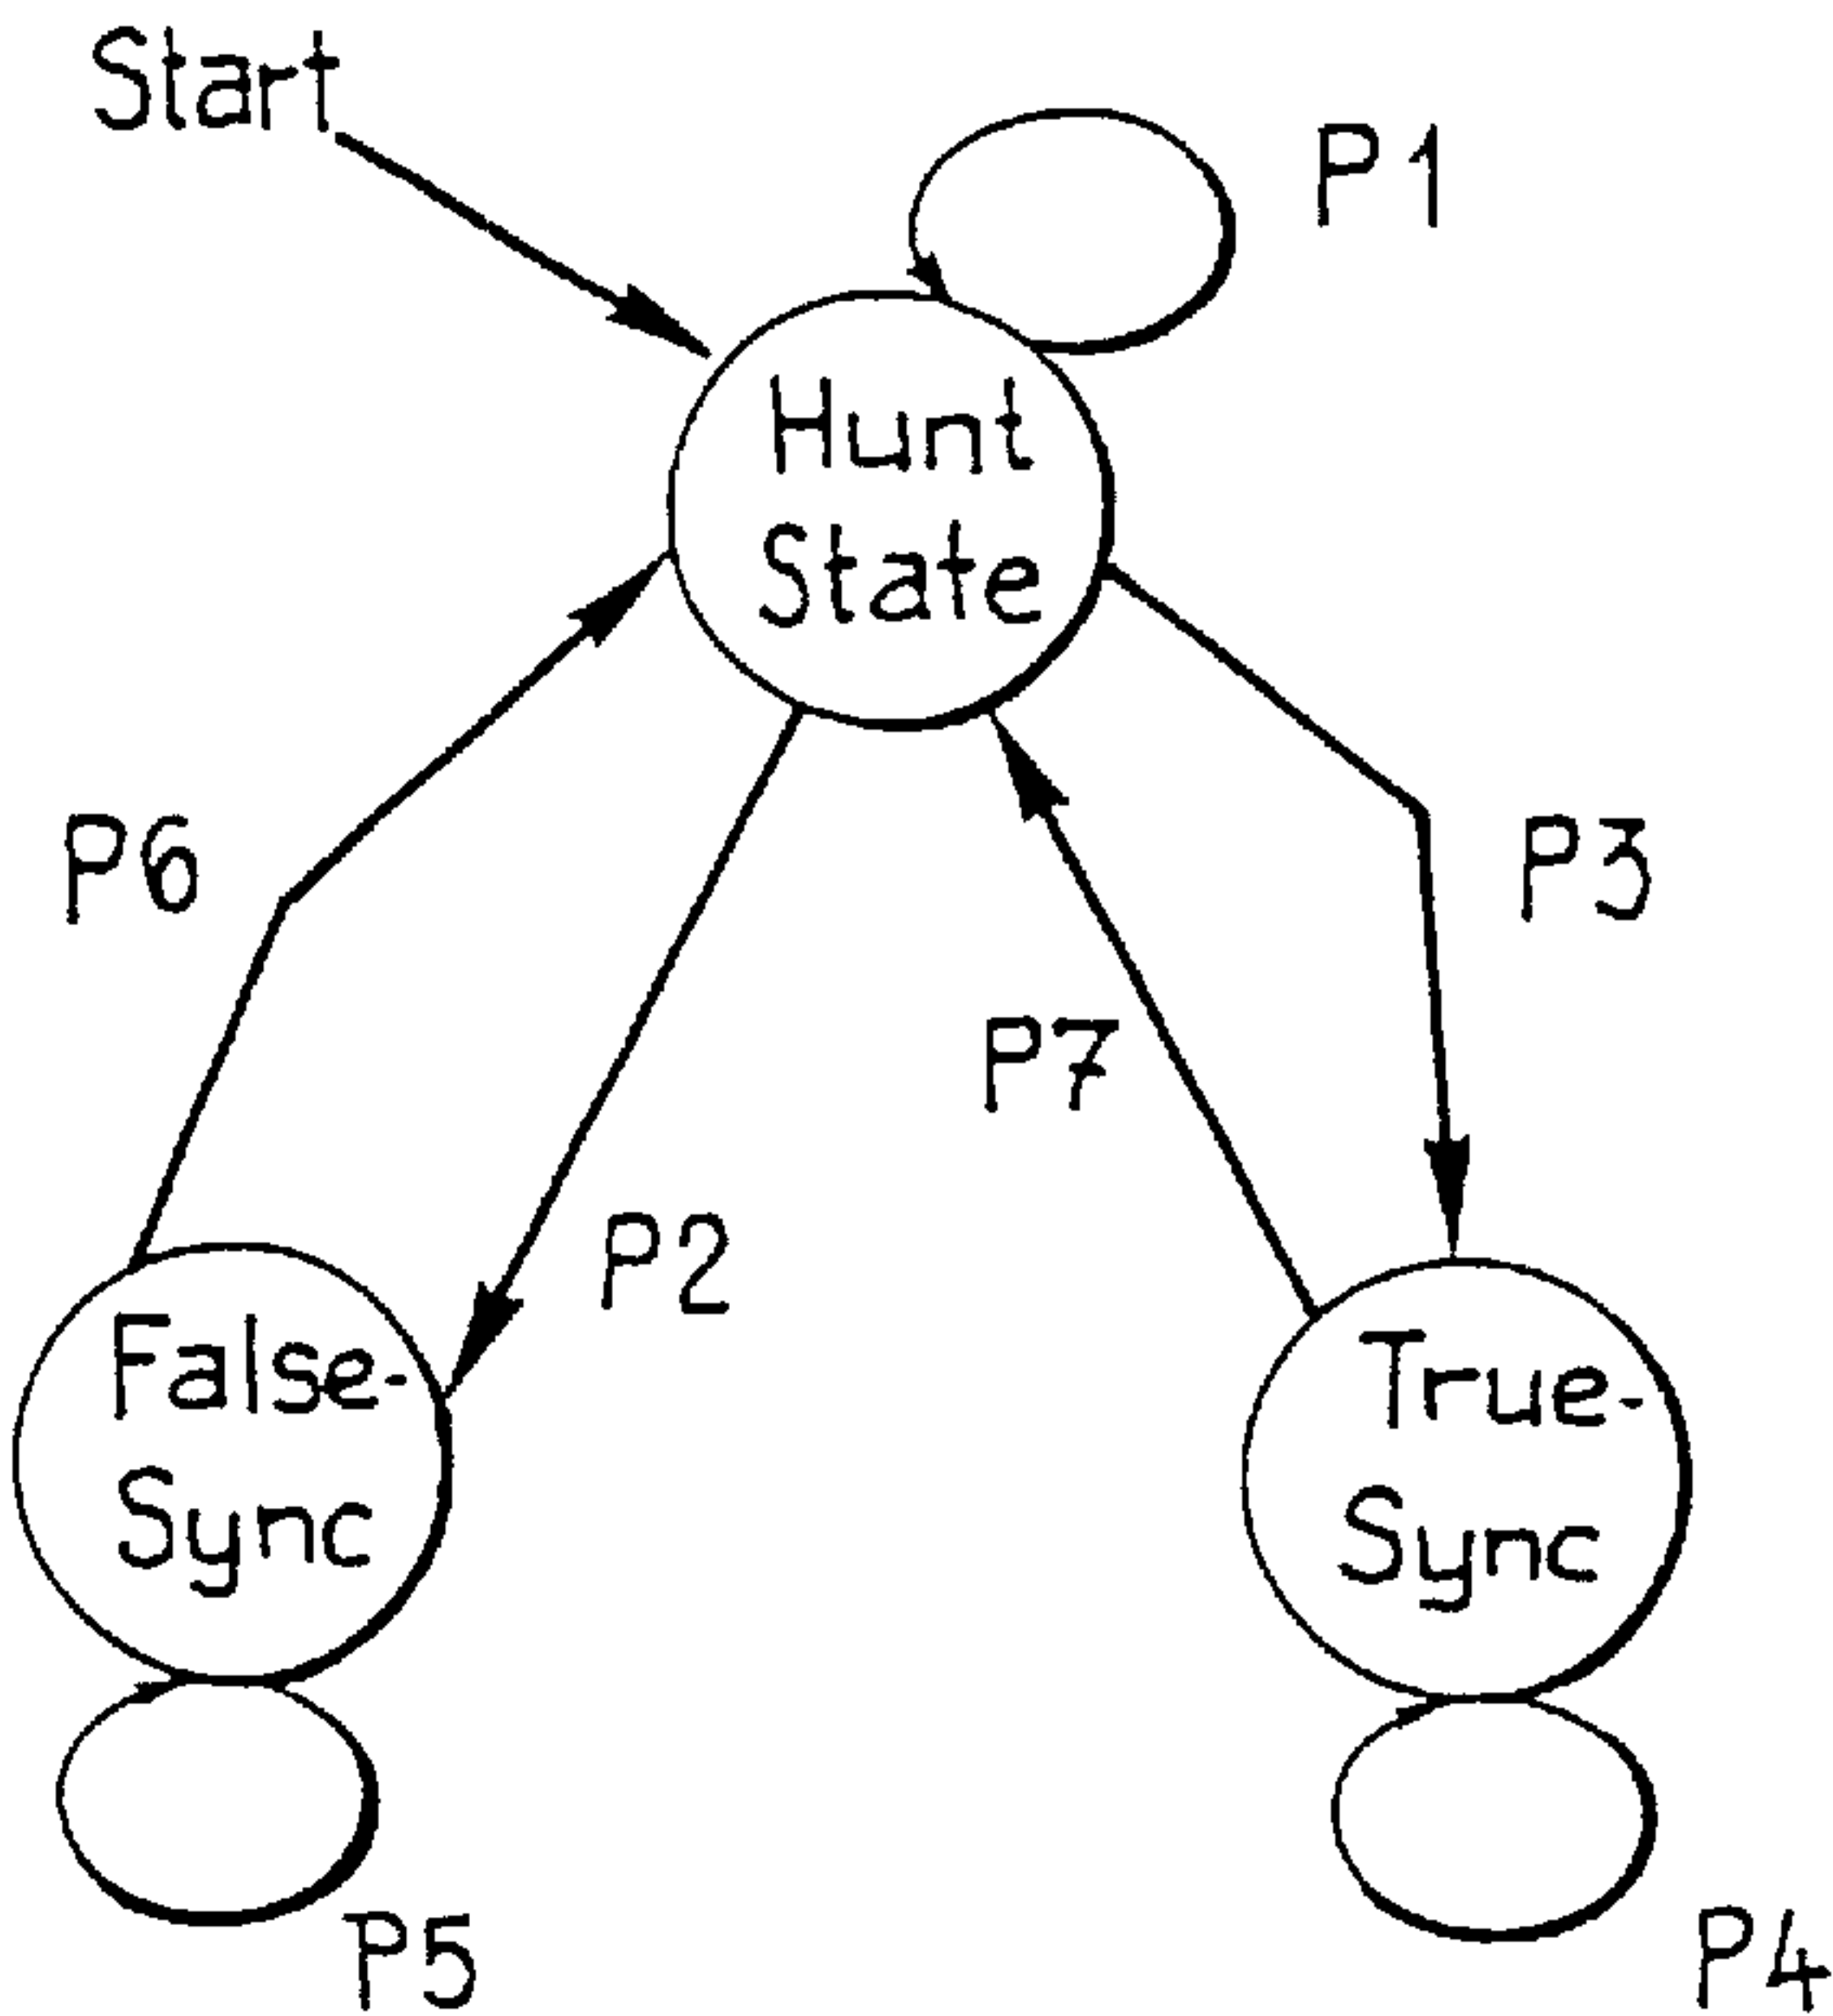 Start
P1
Hunt
State
P6
P3
P7
P2
False-
Sync
True-
Sync
P5
P4